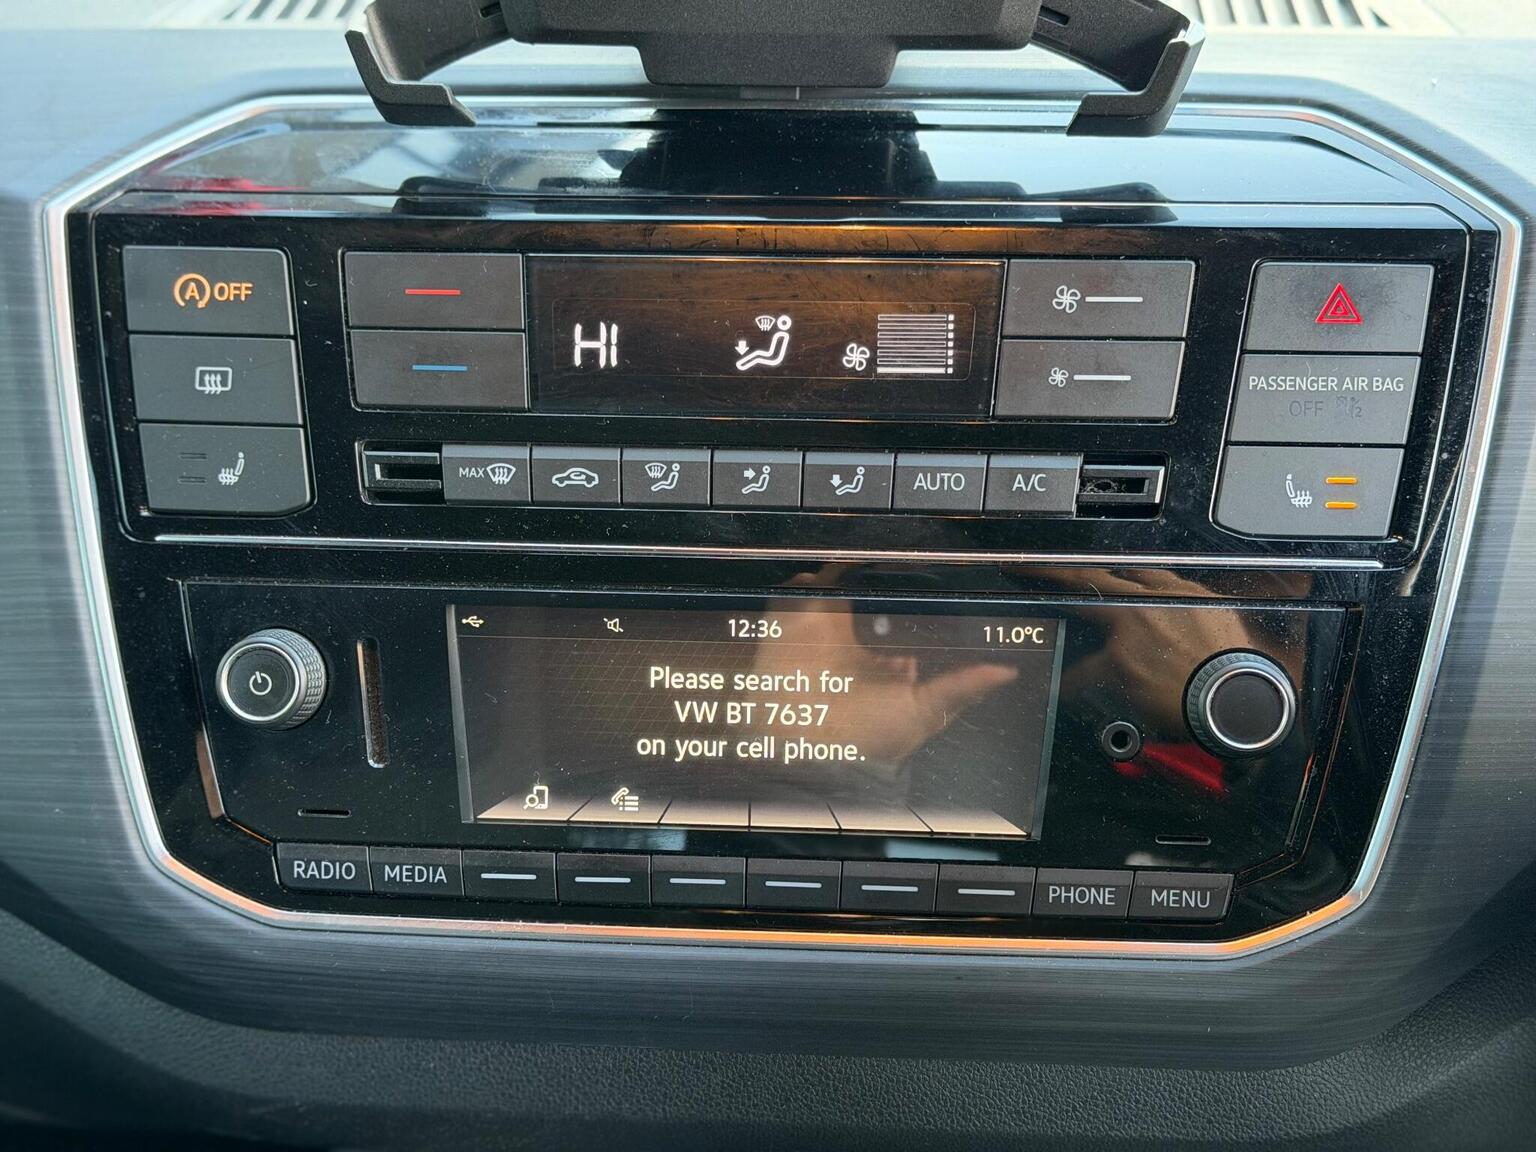 A OFF
HI
PASSENGER AIR BAG
OFF
MAX
AUTO
A/C
12:36
11.0°C
Please search for
VW BT 7637
on your cell phone.
RADIO
MEDIA
PHONE
MENU